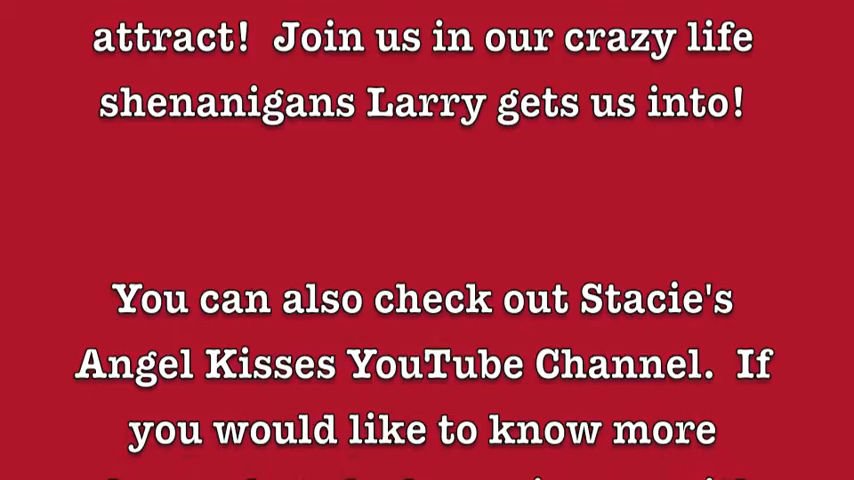 attract!  Join us in our crazy life
shenanigans Larry gets us into!
You can also check out Stacie's
Angel Kisses YouTube Channel.  If
you would like to know more